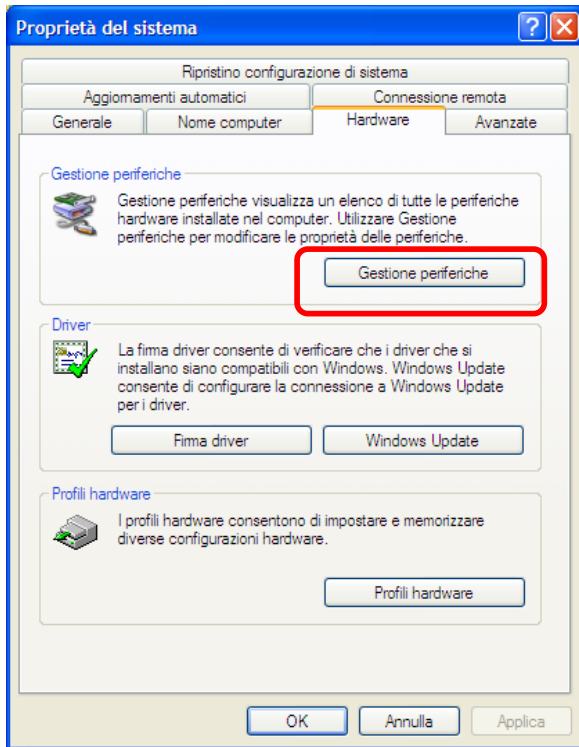 Proprietà del sistema
Ripristino configurazione di sistema
Aggiornamenti automatici
Connessione remota
Generale
Nome computer
Hardware
Avanzate
Gestione periferiche
Gestione periferiche visualizza un elenco di tutte le periferiche
hardware installate nel computer. Utilizzare Gestione
periferiche per modificare le proprietà delle periferiche.
Gestione periferiche
Driver
La firma driver consente di verificare che i driver che si
installano siano compatibili con Windows. Windows Update
consente di configurare la connessione a Windows Update
per i driver.
Firma driver
Windows Update
Profili hardware
I profili hardware consentono di impostare e memorizzare
diverse configurazioni hardware.
Profili hardware
OK
Annulla
Applica